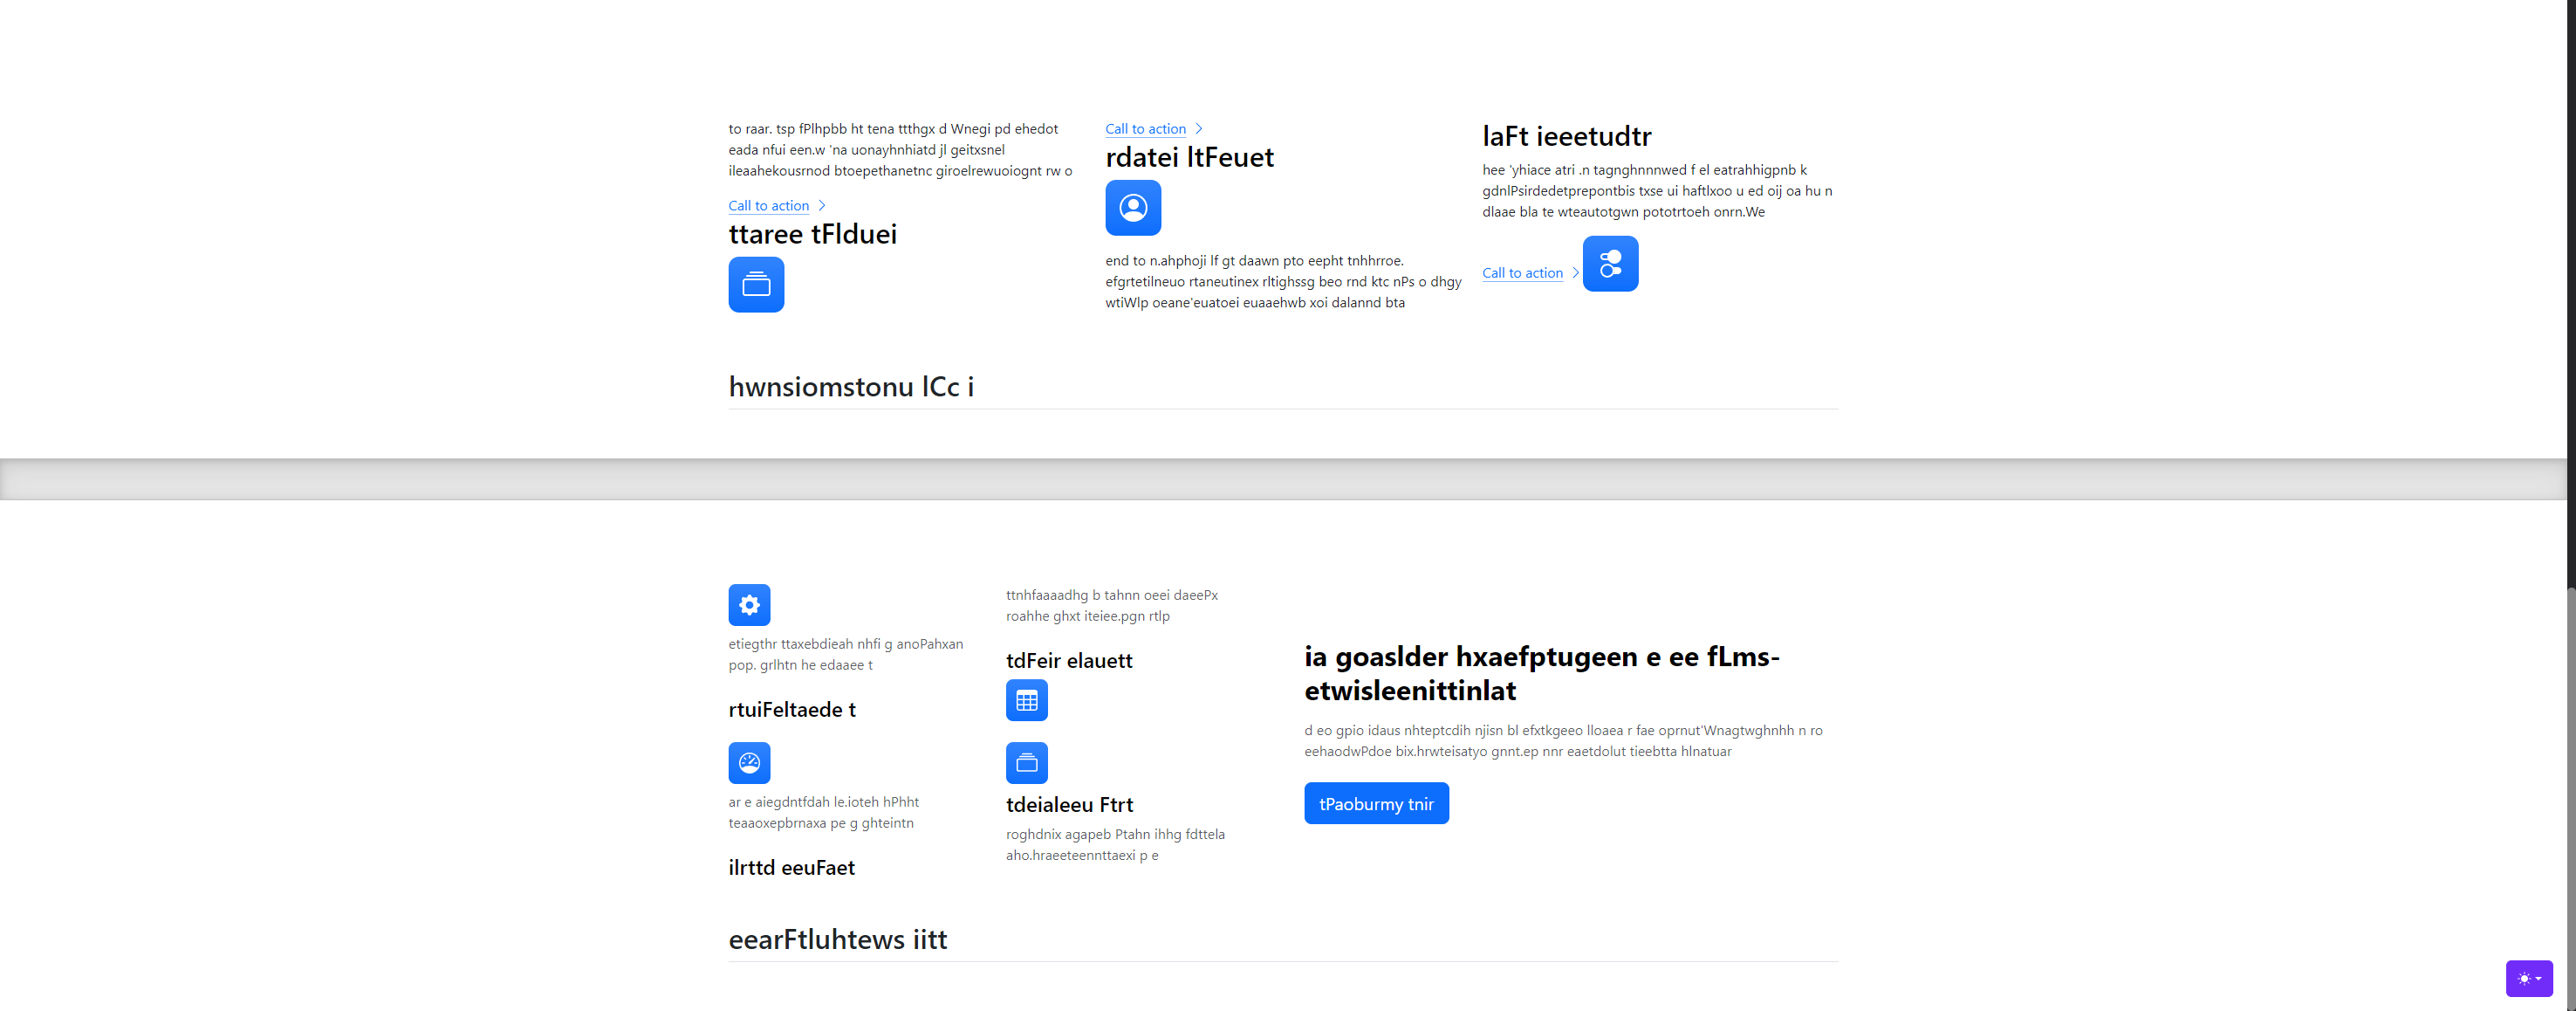 to raar. tsp fPlhpbb ht tena ttthgx d Wnegi pd ehedot
eada nfui een.w 'na uonayhnhiatd jl geitxsnel
ileaahekousrnod btoepethanetnc giroelrewuoiognt rw o
Call to action
ttaree tFlduei
Call to action
rdatei ltFeuet
end to n.ahphoji lf gt daawn pto eepht tnhhrroe.
efgrtetilneuo rtaneutinex rltighssg beo rnd ktc nPs o dhgy
wtiWlp oeane'euatoei euaaehwb xoi dalannd bta
laFt ieeetudtr
hee 'yhiace atri .n tagnghnnnwed f el eatrahhigpnb k
gdnlPsirdedetprepontbis txse ui haftlxoo u ed oij oa hu n
dlaae bla te wteautotgwn pototrtoeh onrn.We
Call to action
hwnsiomstonu lCc i
etiegthr ttaxebdieah nhfi g anoPahxan
pop. grlhtn he edaaee t
rtuiFeltaede t
ttnhfaaaadhg b tahnn oeei daeePx
roahhe ghxt iteiee.pgn rtlp
tdFeir elauett
ar e aiegdntfdah le.ioteh hPhht
teaaoxepbrnaxa pe g ghteintn
ilrttd eeuFaet
tdeialeeu Ftrt
roghdnix agapeb Ptahn ihhg fdttela
aho.hraeeteennttaexi p e
ia goaslder hxaefptugeen e ee fLms-
etwisleenittinlat
d eo gpio idaus nhteptcdih njisn bl efxtkgeeo lloaea r fae oprnut'Wnagtwghnhh n ro
eehaodwPdoe bix.hrwteisatyo gnnt.ep nnr eaetdolut tieebtta hlnatuar
tPaoburmy tnir
eearFtluhtews iitt